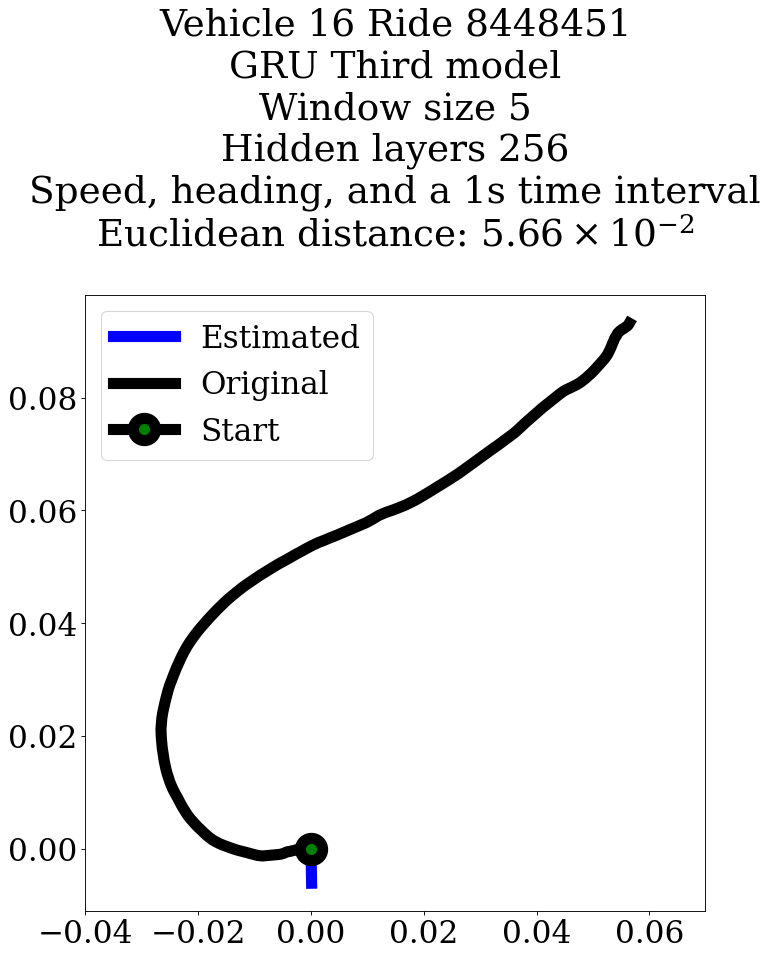 Vehicle 16 Ride 8448451
GRU Third model
Window size 5
Hidden layers 256
Speed, heading, and a 1s time interval
Euclidean distance: 5.66 × 10⁻²
Estimated
Original
Start
0.08
0.06
0.04
0.02
0.00
−0.04 −0.02 0.00 0.02 0.04 0.06